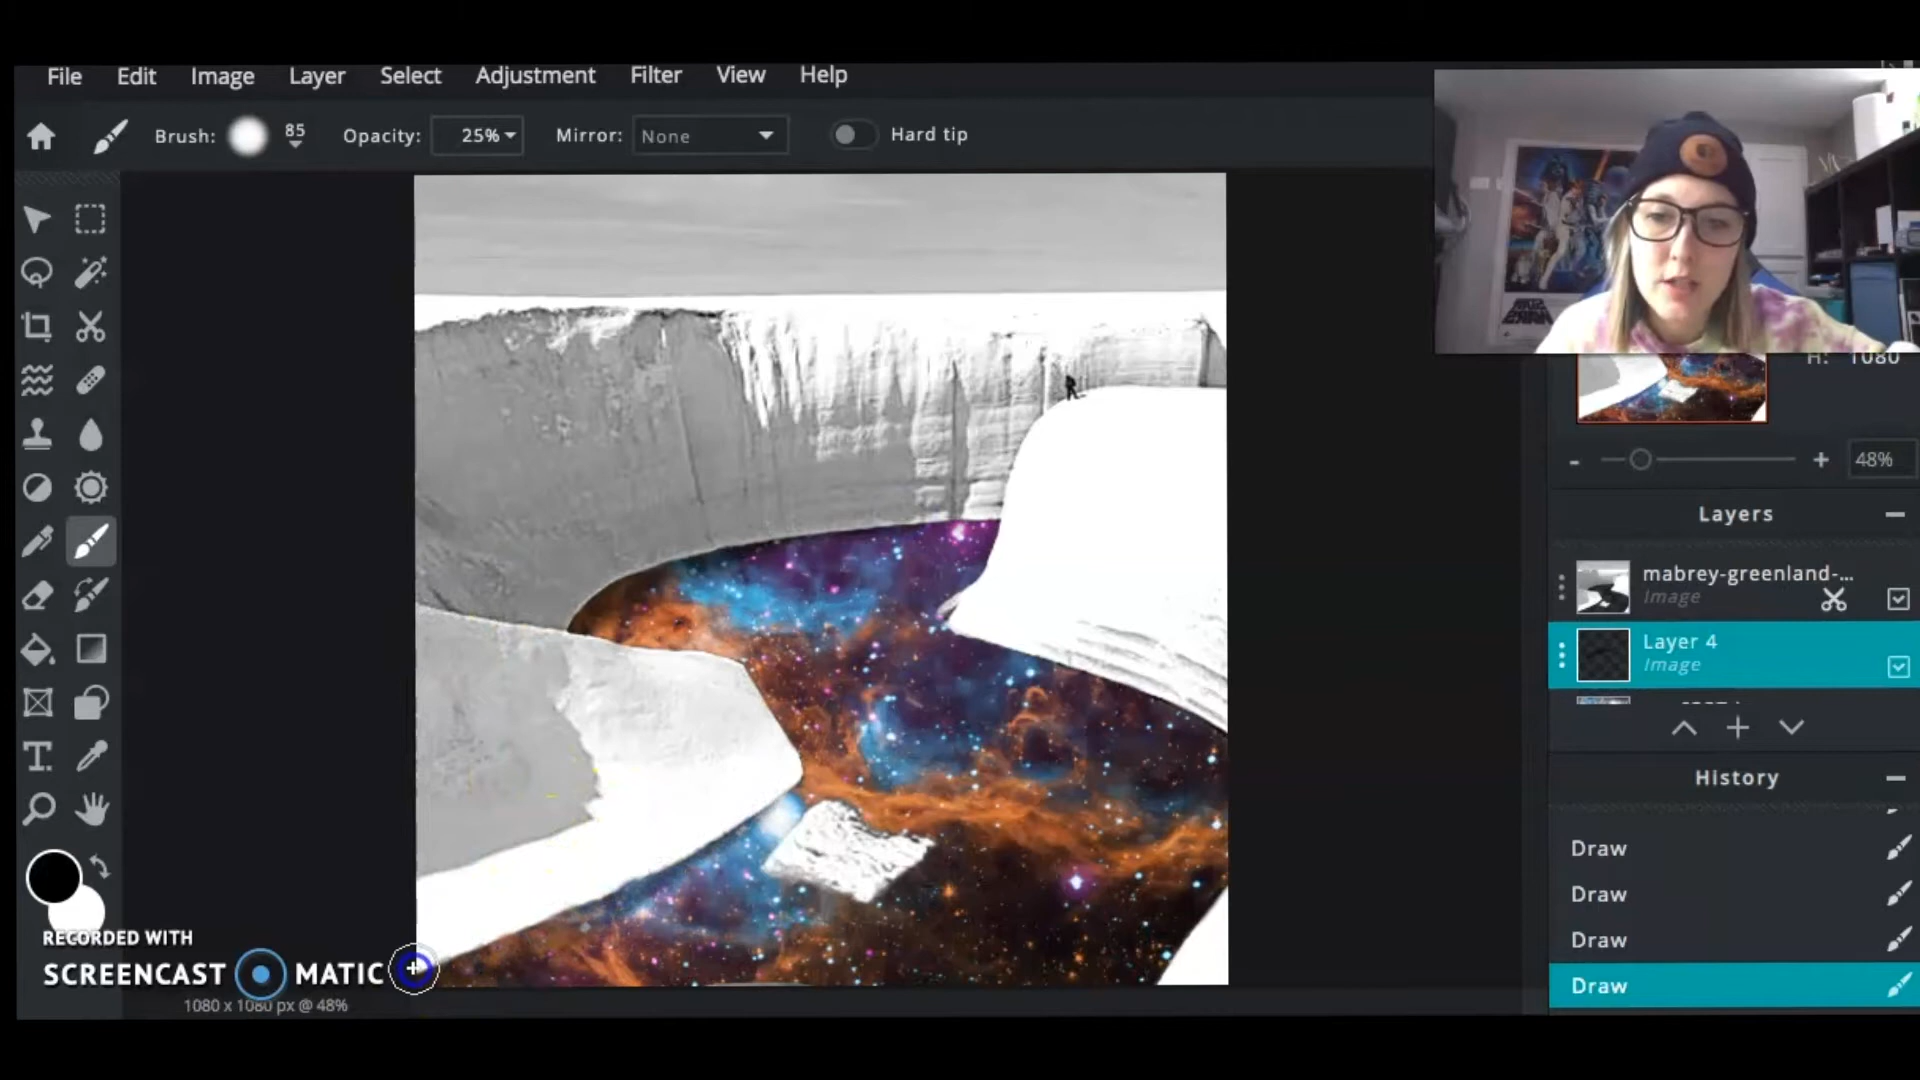 File Edit Image Layer Select Adjustment Filter View Help
Brush: 85 Opacity: 25% Mirror: None Hard tip
H: 1080
- + 48%
Layers
mabrey-greenland-...
Image
Layer 4
Image
History
Draw
Draw
Draw
Draw
RECORDED WITH
SCREENCAST MATIC
1080 x 1080 px @ 48%